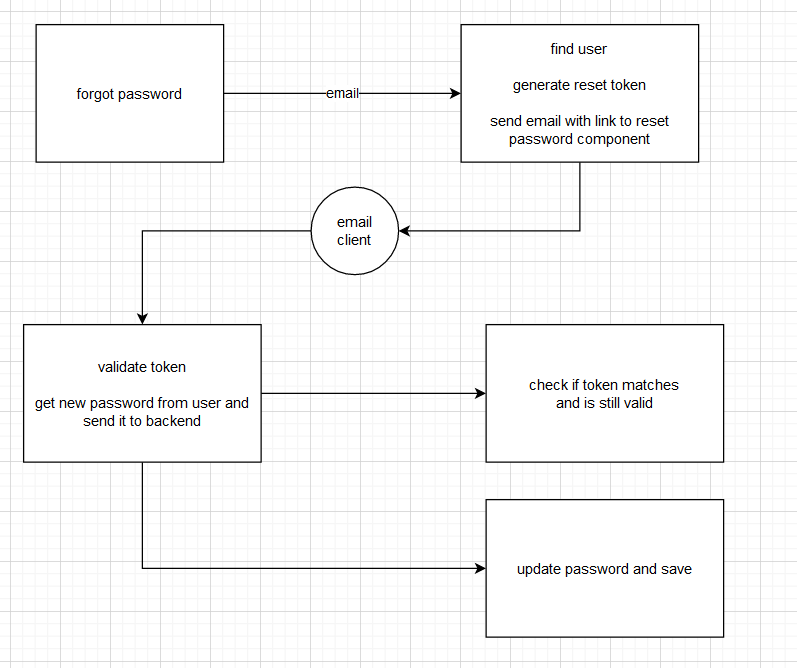 forgot password
email
find user
generate reset token
send email with link to reset
password component
email
client
validate token
get new password from user and
send it to backend
check if token matches
and is still valid
update password and save